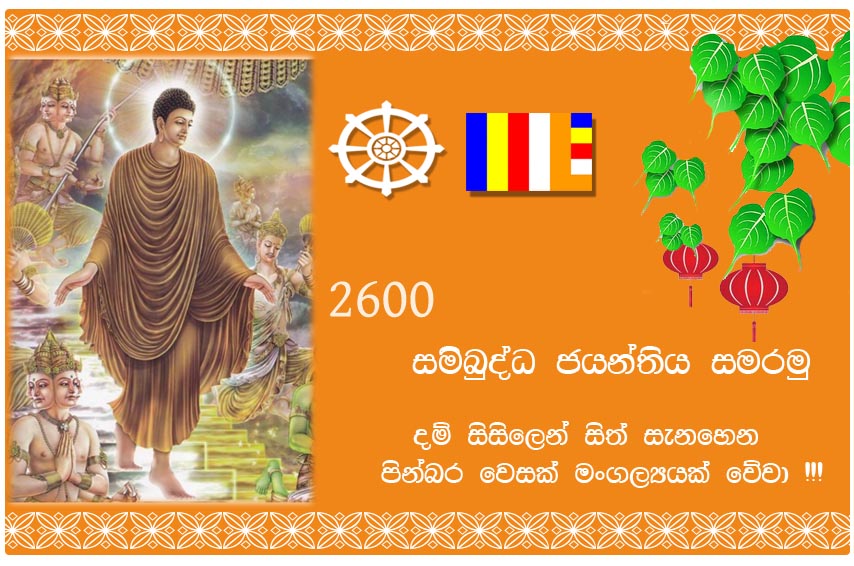 2600
සම්බුද්ධ ජයන්තිය සමරමු
දම් සිසිලෙන් සිත් සැනහෙන
පින්බර වෙසක් මංගල්‍යයක් වේවා !!!